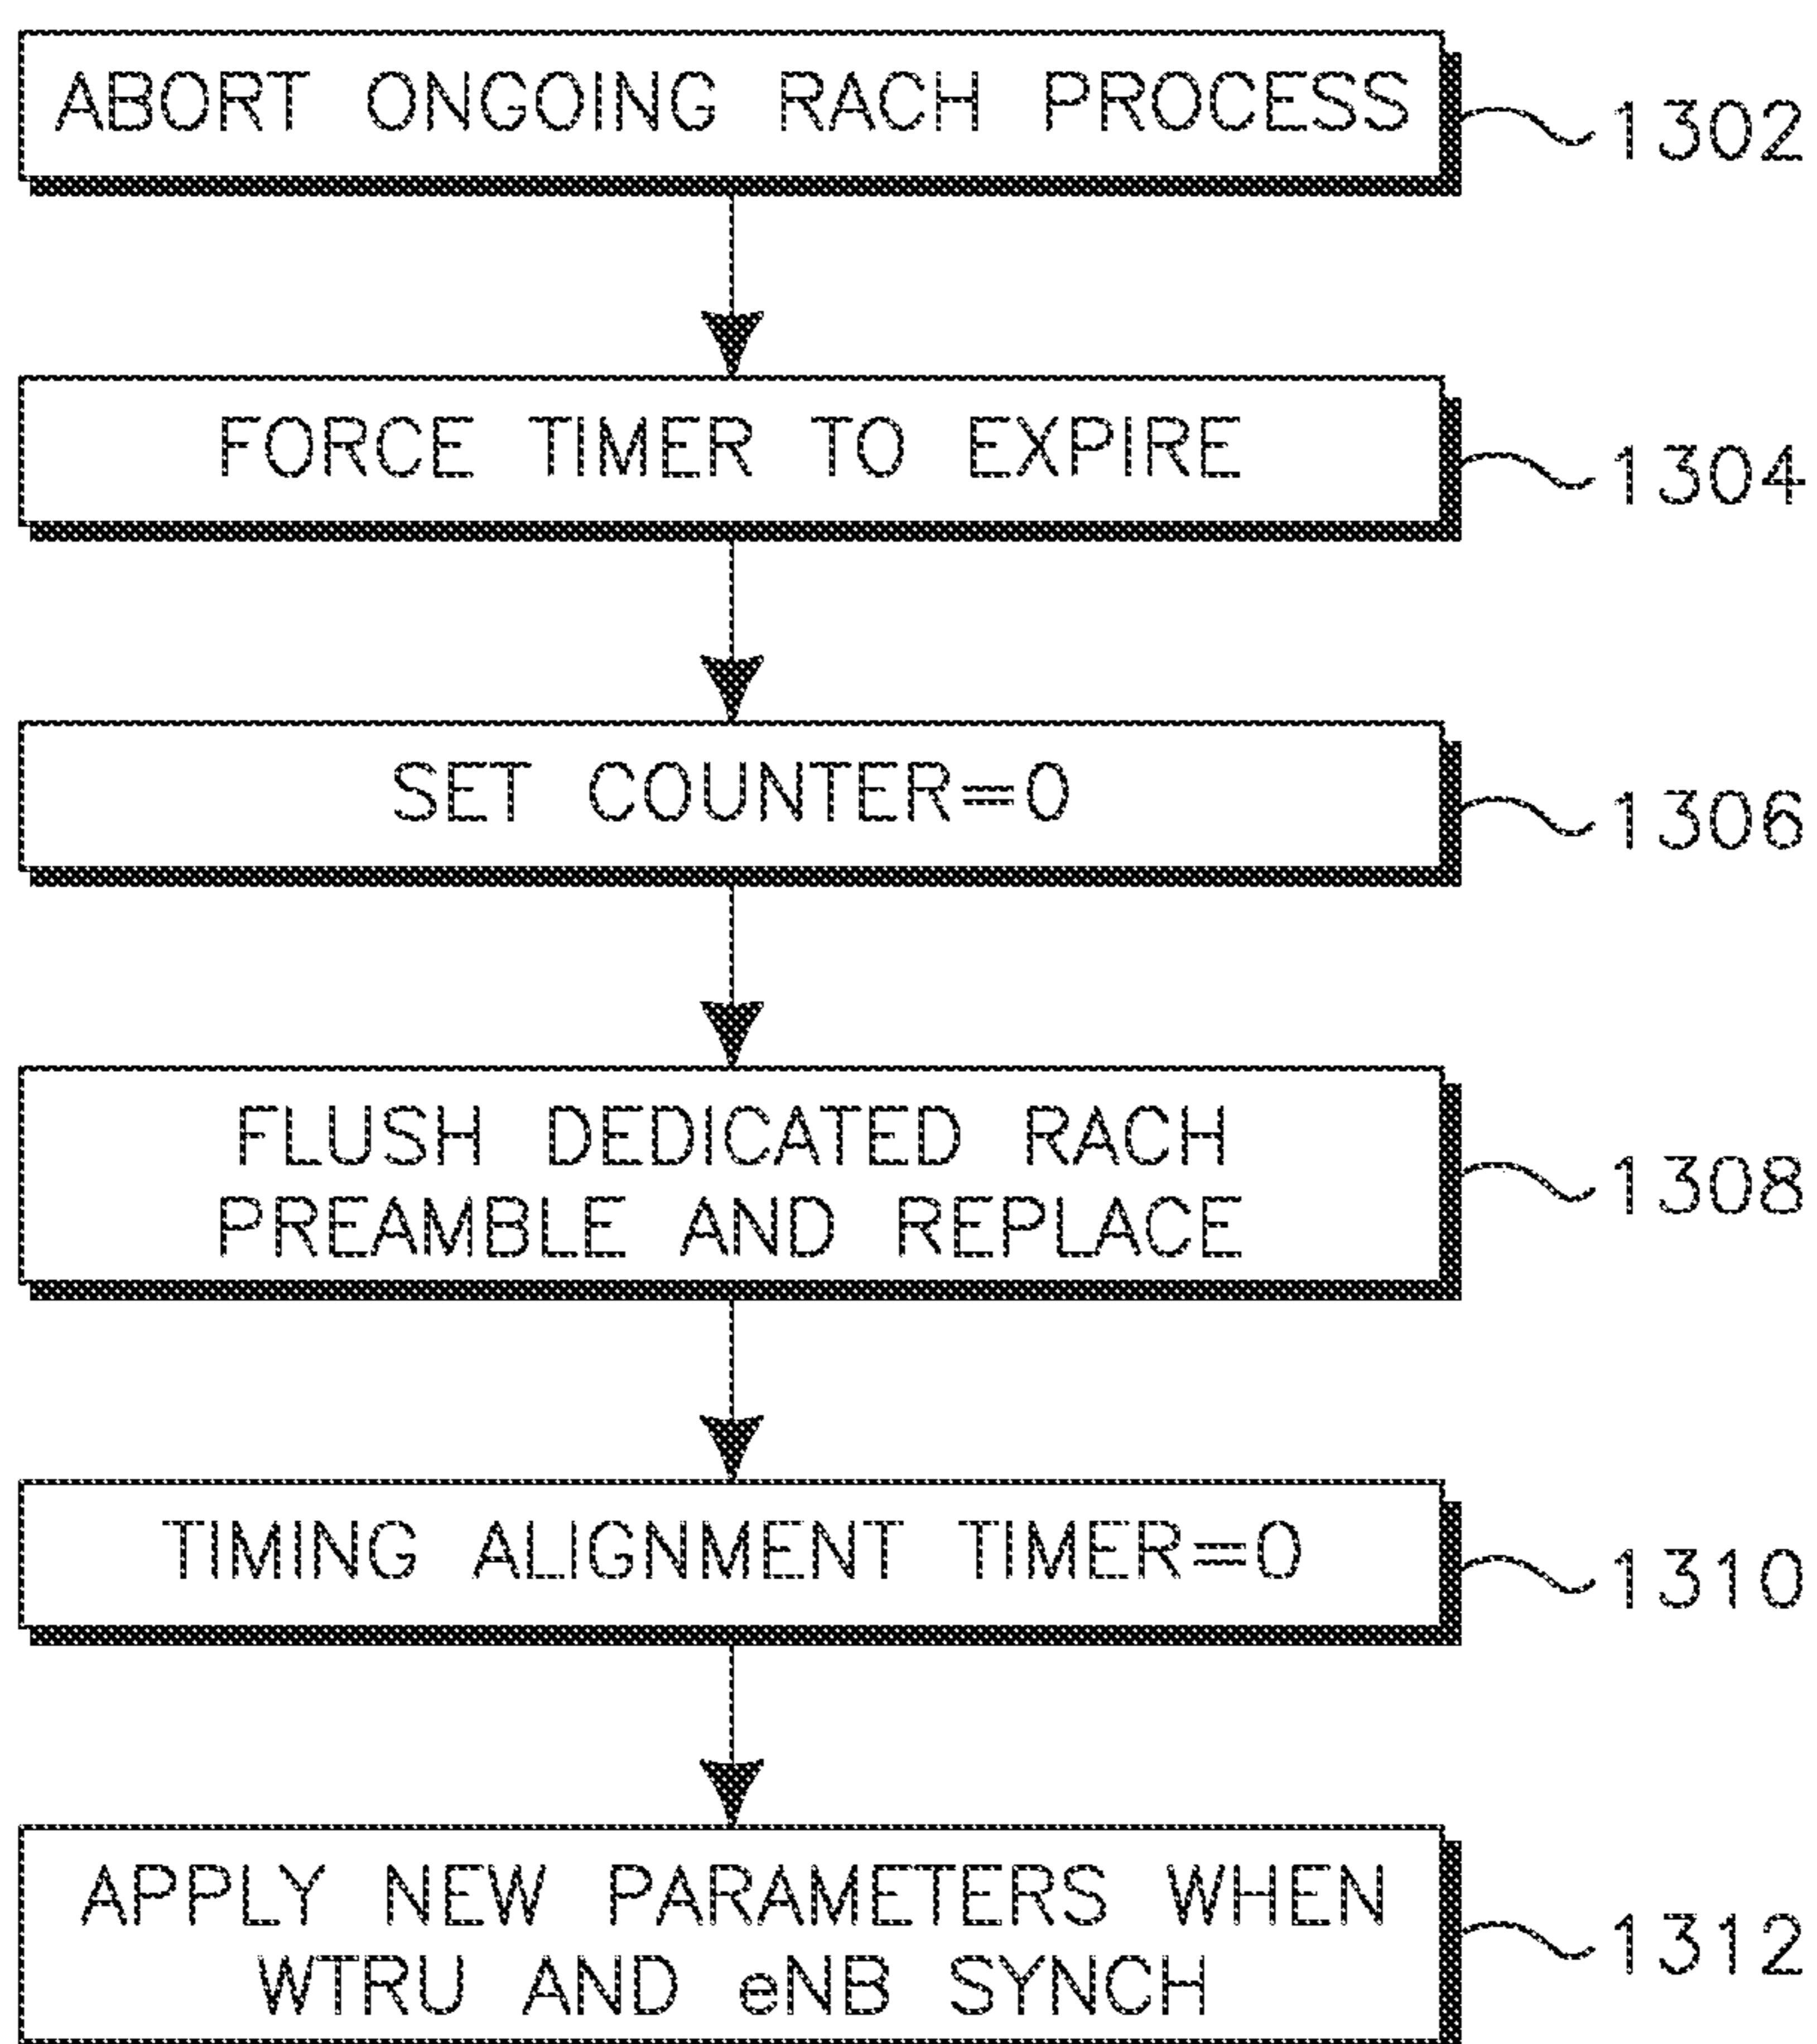 ABORT ONGOING RACH PROCESS
1302
FORCE TIMER TO EXPIRE
1304
SET COUNTER=0
1306
FLUSH DEDICATED RACH
PREAMBLE AND REPLACE
1308
TIMING ALIGNMENT TIMER=0
1310
APPLY NEW PARAMETERS WHEN
WTRU AND eNB SYNCH
1312